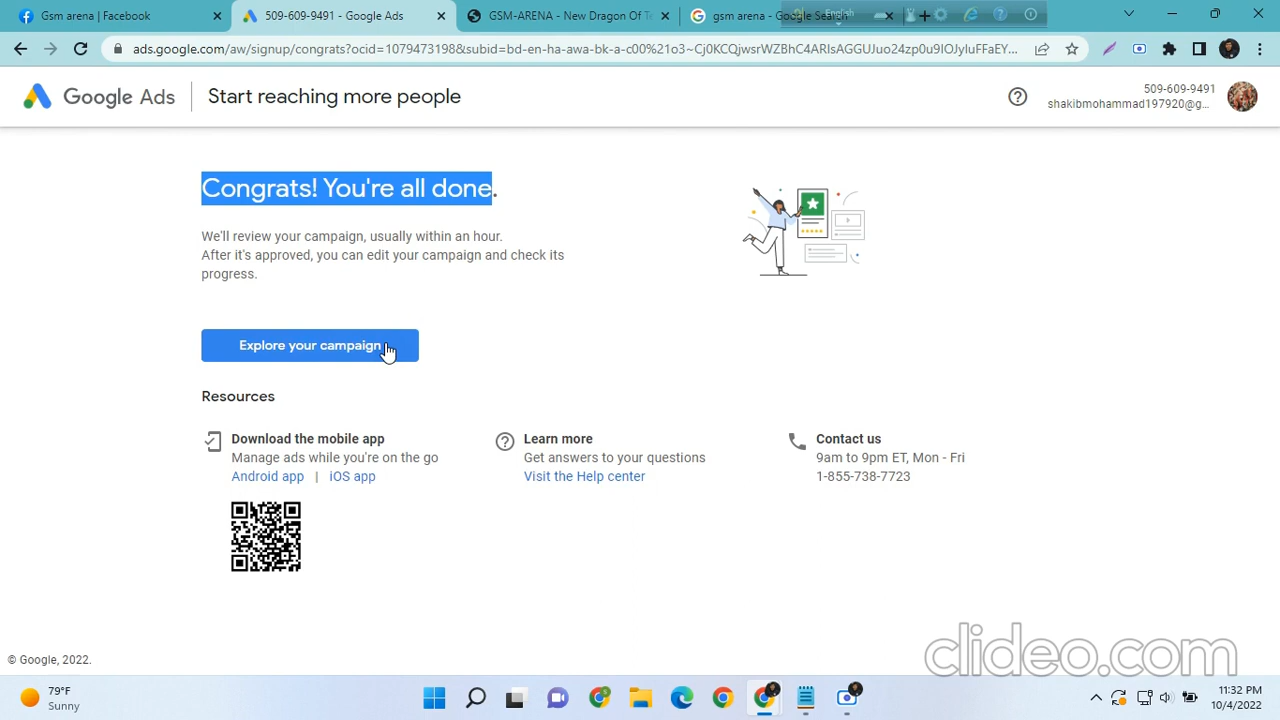 Gsm arena | Facebook
509-609-9491 - Google Ads
GSM-ARENA - New Dragon Of Te
gsm arena - Google Search
English
ads.google.com/aw/signup/congrats?ocid=1079473198&subid=bd-en-ha-awa-bk-a-c00%21o3~Cj0KCQjwsrWZBhC4ARIsAGGUJuo24zp0u9IOJyIuFFaEY...
Google Ads
Start reaching more people
509-609-9491
shakibmohammad197920@g...
Congrats! You're all done.
We'll review your campaign, usually within an hour.
After it's approved, you can edit your campaign and check its
progress.
Explore your campaign
Resources
Download the mobile app
Manage ads while you're on the go
Android app | iOS app
Learn more
Get answers to your questions
Visit the Help center
Contact us
9am to 9pm ET, Mon - Fri
1-855-738-7723
© Google, 2022.
clideo.com
79°F
Sunny
11:32 PM
10/4/2022